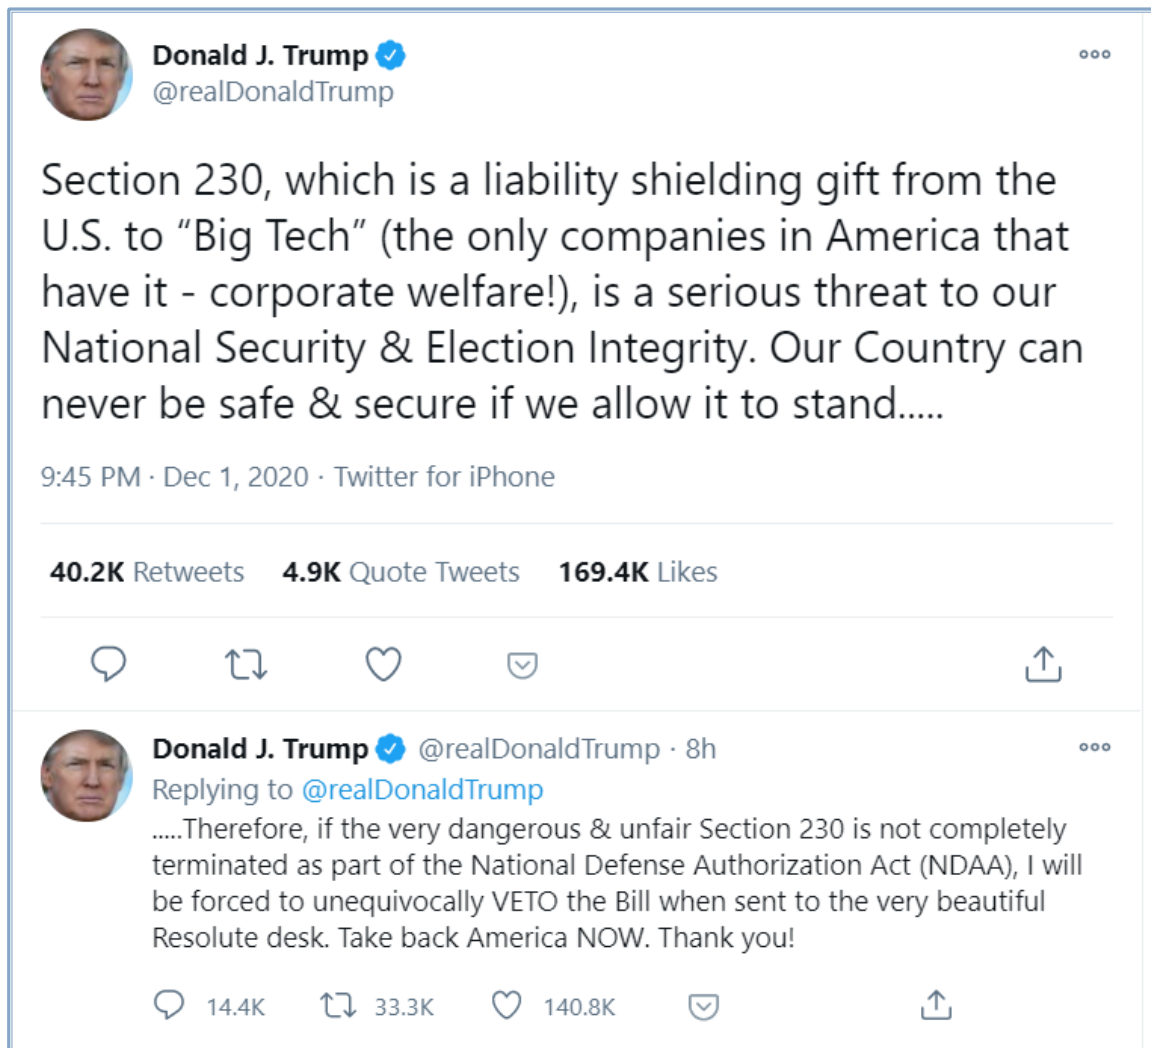 Donald J. Trump
@realDonaldTrump
Section 230, which is a liability shielding gift from the
U.S. to “Big Tech” (the only companies in America that
have it - corporate welfare!), is a serious threat to our
National Security & Election Integrity. Our Country can
never be safe & secure if we allow it to stand.....
9:45 PM · Dec 1, 2020 · Twitter for iPhone
40.2K Retweets 4.9K Quote Tweets 169.4K Likes
Donald J. Trump @realDonaldTrump · 8h
Replying to @realDonaldTrump
.....Therefore, if the very dangerous & unfair Section 230 is not completely
terminated as part of the National Defense Authorization Act (NDAA), I will
be forced to unequivocally VETO the Bill when sent to the very beautiful
Resolute desk. Take back America NOW. Thank you!
14.4K 33.3K 140.8K